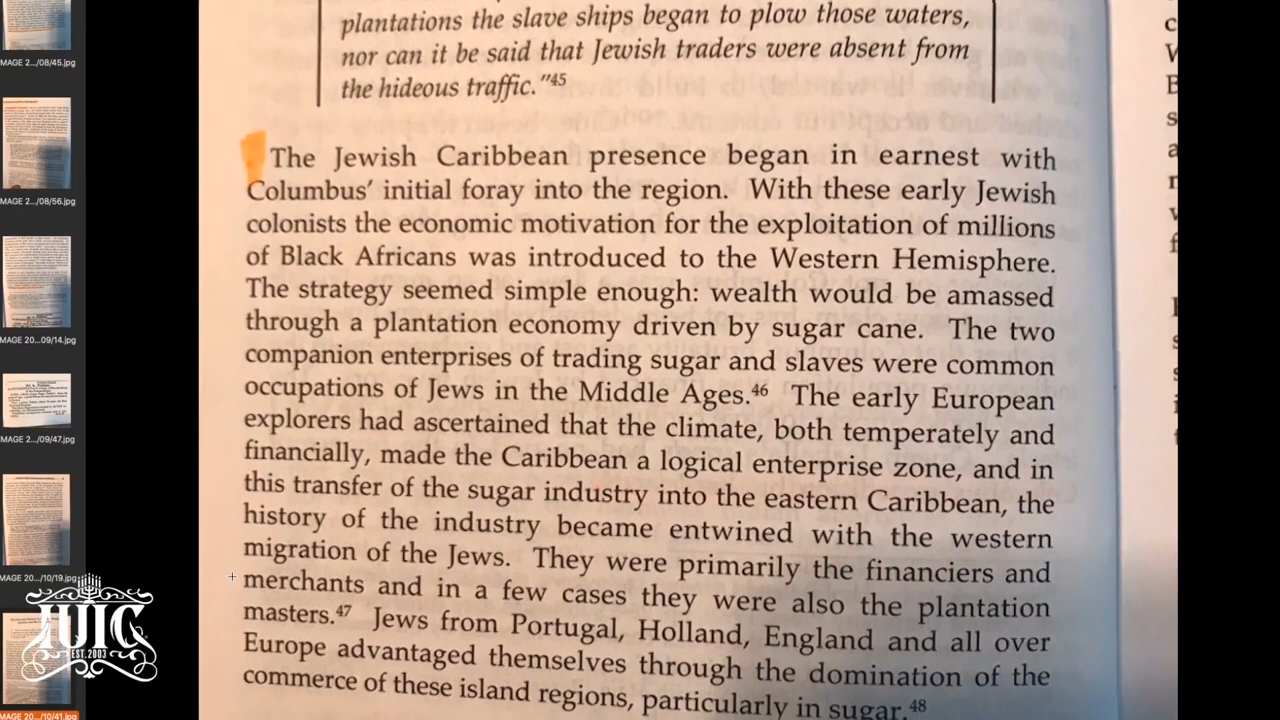 plantations the slave ships began to plow those waters,
nor can it be said that Jewish traders were absent from
the hideous traffic."45
The Jewish Caribbean presence began in earnest with
Columbus' initial foray into the region. With these early Jewish
colonists the economic motivation for the exploitation of millions
of Black Africans was introduced to the Western Hemisphere.
The strategy seemed simple enough: wealth would be amassed
through a plantation economy driven by sugar cane. The two
companion enterprises of trading sugar and slaves were common
occupations of Jews in the Middle Ages.46 The early European
explorers had ascertained that the climate, both temperately and
financially, made the Caribbean a logical enterprise zone, and in
this transfer of the sugar industry into the eastern Caribbean, the
history of the industry became entwined with the western
migration of the Jews. They were primarily the financiers and
merchants and in a few cases they were also the plantation
masters.47 Jews from Portugal, Holland, England and all over
Europe advantaged themselves through the domination of the
commerce of these island regions, particularly in sugar.48
MAGE 2.../08/45.jpg
MAGE 2.../08/56.jpg
MAGE 20...09/14.jpg
MAGE 2.../09/47.jpg
MAGE 20.../10/19.jpg
MAGE 20.../10/41.jpg
IUIC
EST. 2003